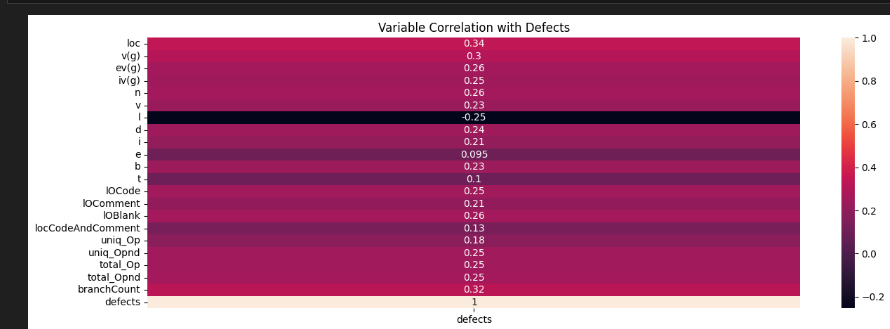 Variable Correlation with Defects
loc 0.34
v(g) 0.3
ev(g) 0.26
iv(g) 0.25
n 0.26
v 0.23
l -0.25
d 0.24
i 0.21
e 0.095
b 0.23
t 0.1
lOCode 0.25
lOComment 0.21
lOBlank 0.26
locCodeAndComment 0.13
uniq_Op 0.18
uniq_Opnd 0.25
total_Op 0.25
total_Opnd 0.25
branchCount 0.32
defects 1
defects
1.0
0.8
0.6
0.4
0.2
0.0
−0.2